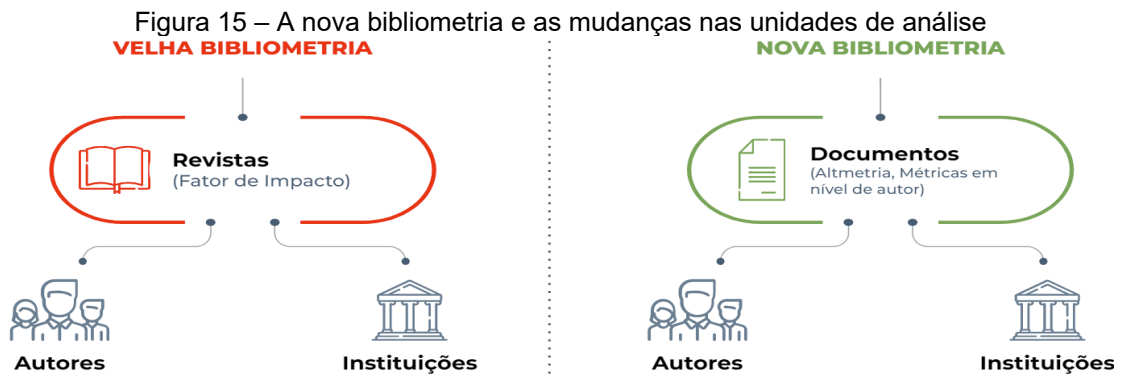 Figura 15 – A nova bibliometria e as mudanças nas unidades de análise
VELHA BIBLIOMETRIA
Revistas
(Fator de Impacto)
Autores
Instituições
NOVA BIBLIOMETRIA
Documentos
(Altmetria, Métricas em
nível de autor)
Autores
Instituições